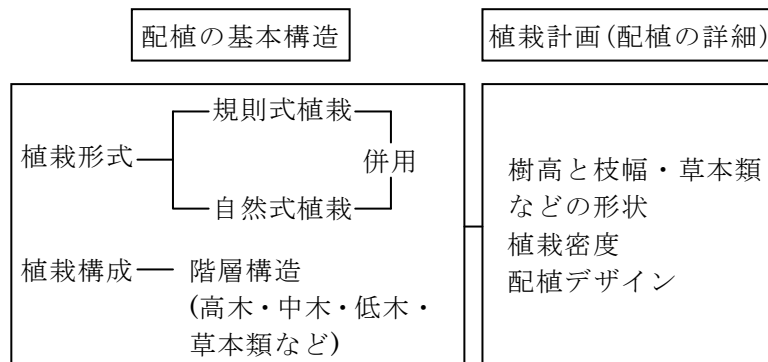 配植の基本構造
植栽計画(配植の詳細)
植栽形式
規則式植栽
併用
自然式植栽
植栽構成
階層構造
(高木・中木・低木・
草本類など)
樹高と枝幅・草本類
などの形状
植栽密度
配植デザイン